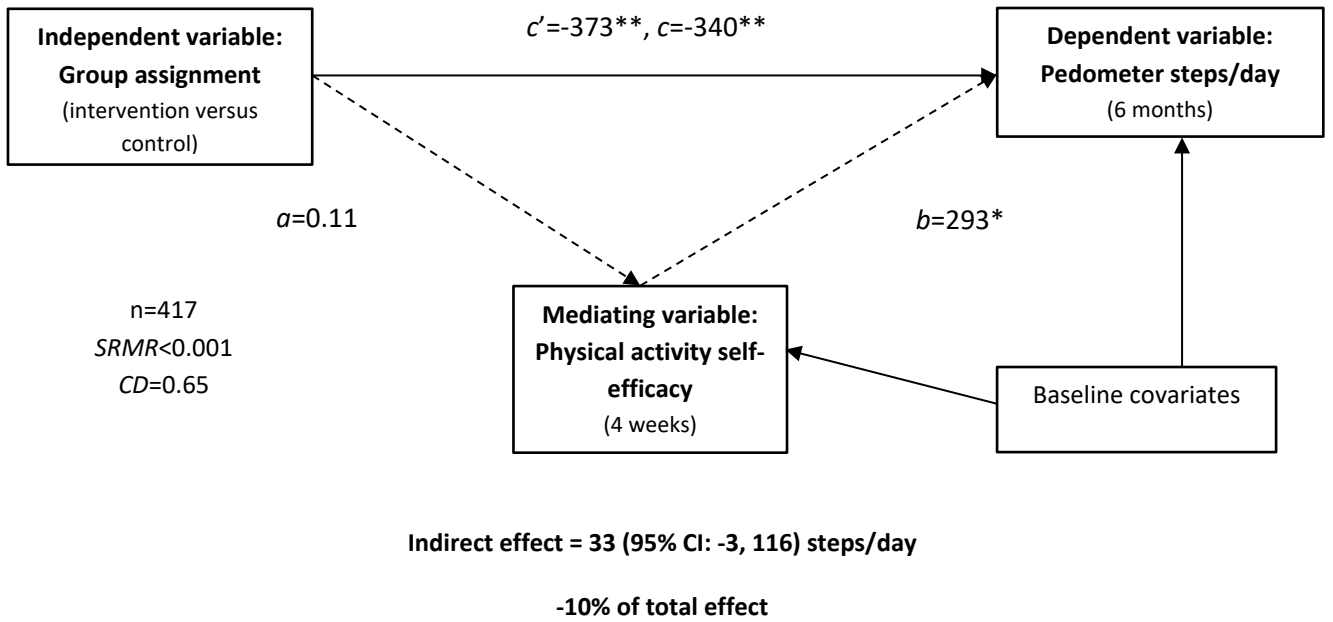 Independent variable:
Group assignment
(intervention versus
control)
c’=-373**, c=-340**
Dependent variable:
Pedometer steps/day
(6 months)
a=0.11
b=293*
n=417
SRMR<0.001
CD=0.65
Mediating variable:
Physical activity self-
efficacy
(4 weeks)
Baseline covariates
Indirect effect = 33 (95% CI: -3, 116) steps/day
-10% of total effect